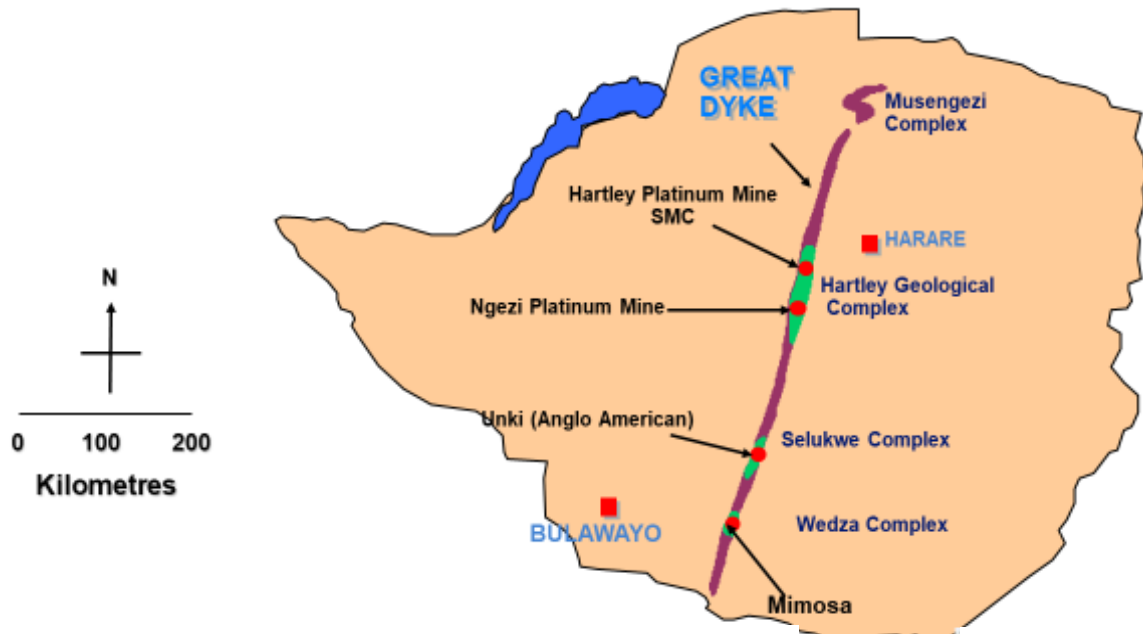 GREAT
DYKE
Musengezi
Complex
Hartley Platinum Mine
SMC
HARARE
N
Hartley Geological
Complex
Ngezi Platinum Mine
0 100 200
Kilometres
Unki (Anglo American)
Selukwe Complex
BULAWAYO
Wedza Complex
Mimosa